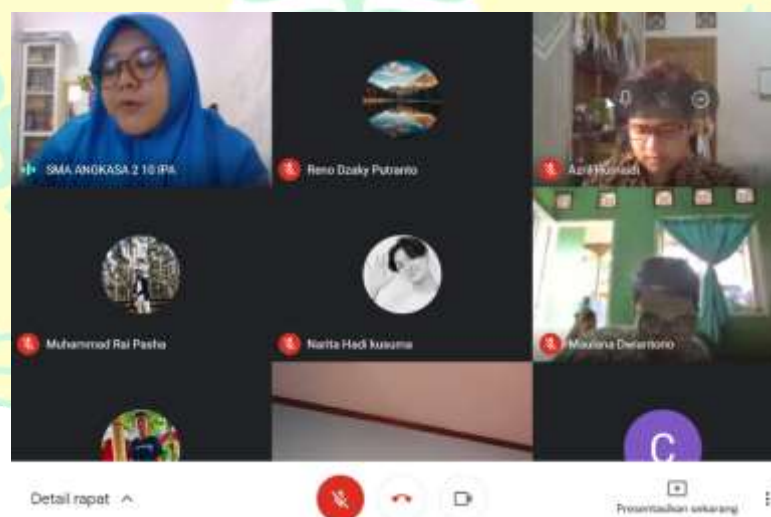 SMA ANGKASA 2 10 IPA
Reno Dzaky Putranto
Muhammad Rai Pasha
Narita Hadi kusuma
Maulana
C
Detail rapat
Presentasikan sekarang